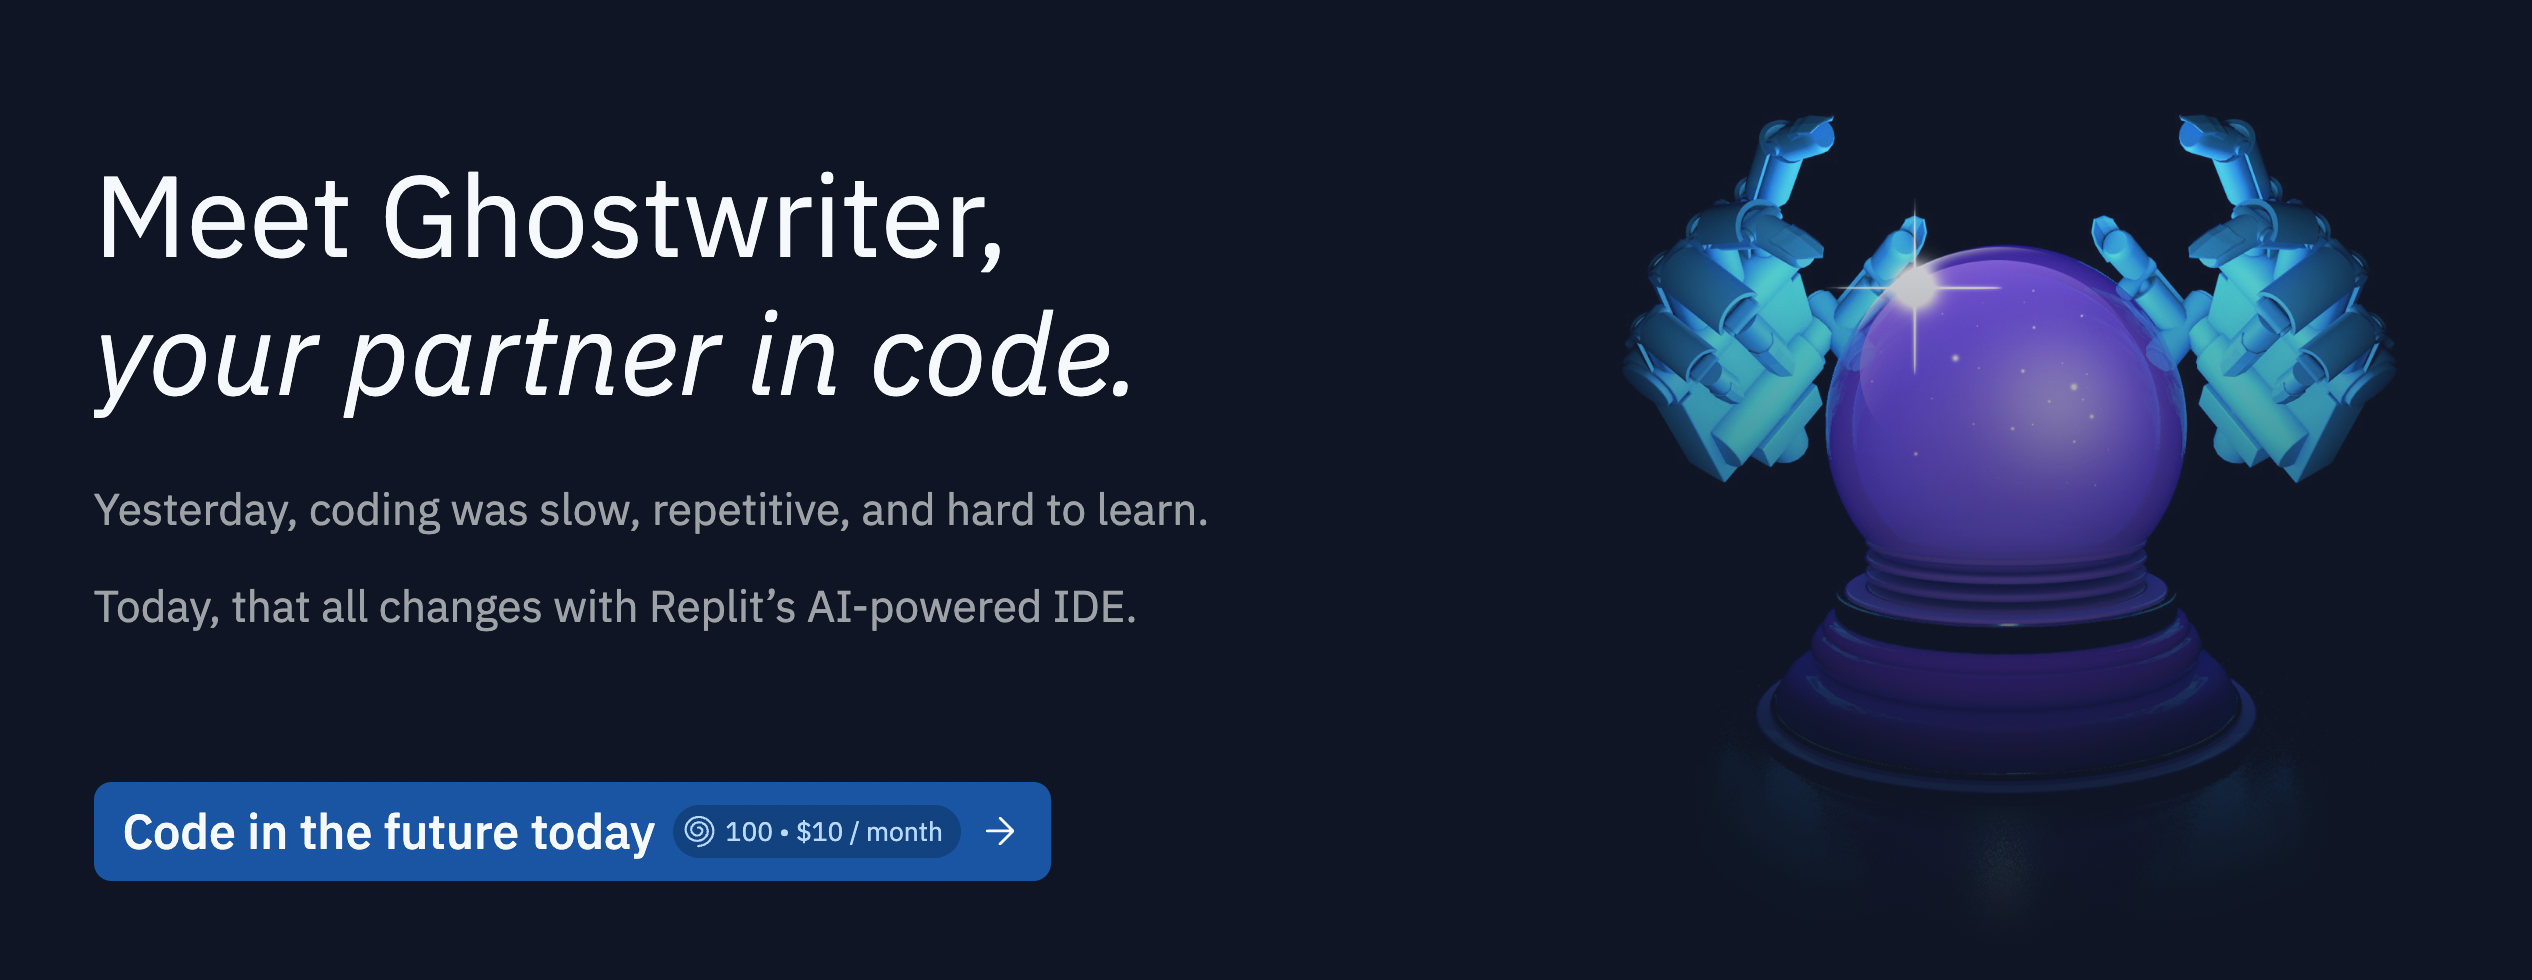 Meet Ghostwriter,
your partner in code.
Yesterday, coding was slow, repetitive, and hard to learn.
Today, that all changes with Replit’s AI-powered IDE.
Code in the future today 100 • $10 / month →